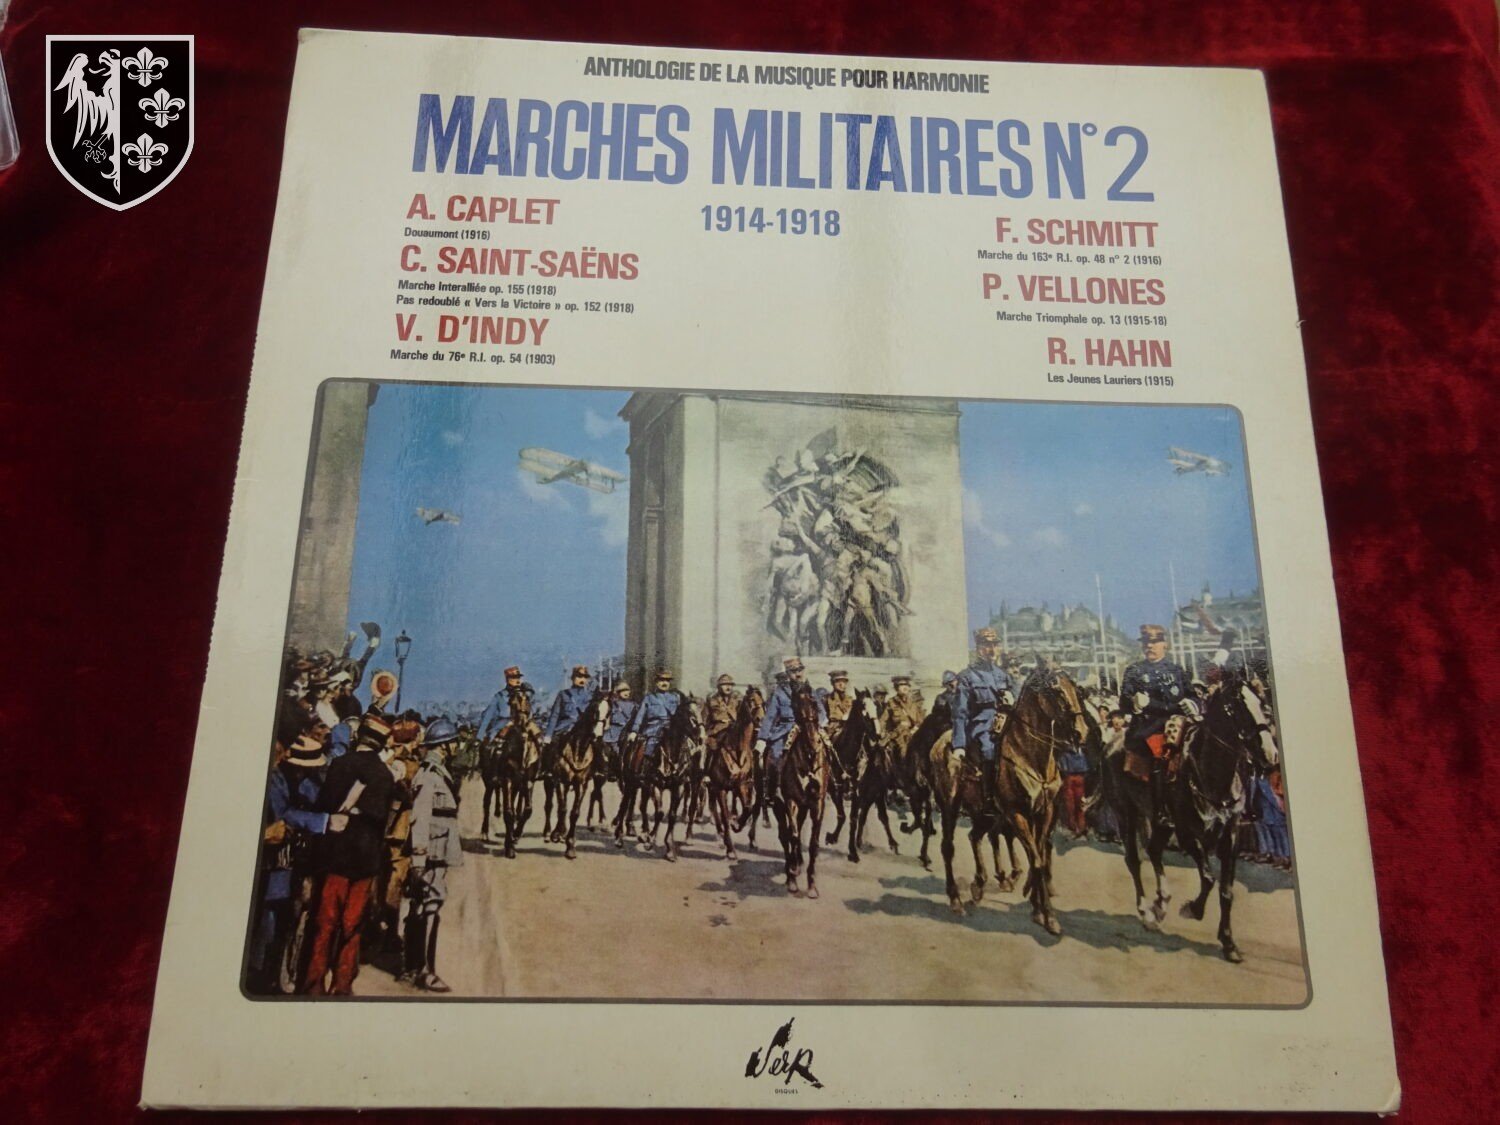 ANTHOLOGIE DE LA MUSIQUE POUR HARMONIE
MARCHES MILITAIRES N° 2
1914-1918
A. CAPLET
Douaumont (1916)
C. SAINT-SAËNS
Marche Interalliée op. 155 (1918)
Pas redoublé « Vers la Victoire » op. 152 (1918)
V. D'INDY
Marche du 76e R.I. op. 54 (1903)
F. SCHMITT
Marche du 163e R.I. op. 48 n° 2 (1916)
P. VELLONES
Marche Triomphale op. 13 (1915-18)
R. HAHN
Les Jeunes Lauriers (1915)
SerP
DISQUES